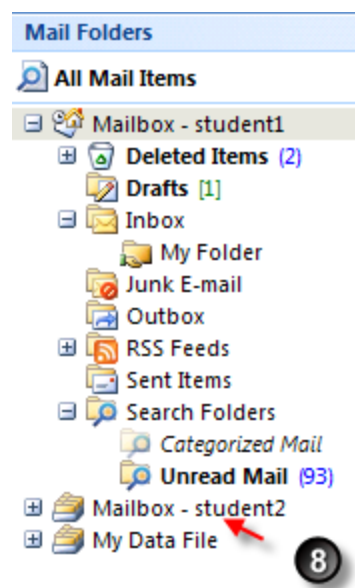 Mail Folders
All Mail Items
Mailbox - student1
Deleted Items (2)
Drafts [1]
Inbox
My Folder
Junk E-mail
Outbox
RSS Feeds
Sent Items
Search Folders
Categorized Mail
Unread Mail (93)
Mailbox - student2
My Data File
8